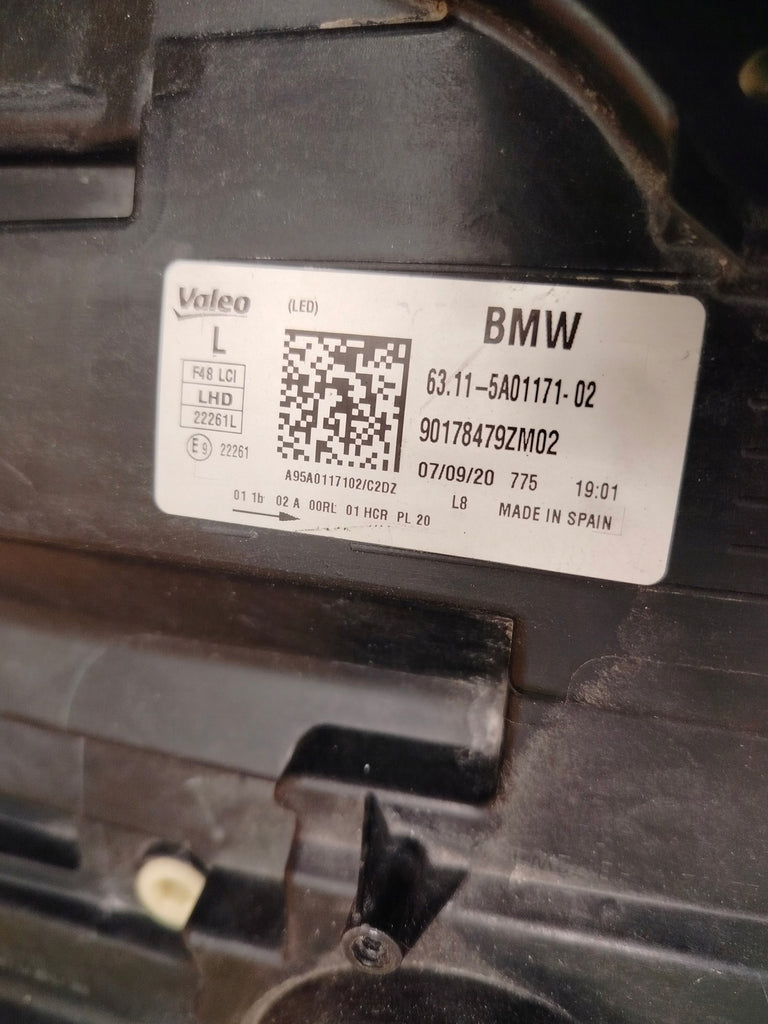 Valeo
(LED)
BMW
L
F48 LCI
LHD
22261L
E9 22261
63.11-5A01171-02
90178479ZM02
07/09/20 775 19:01
A95A0117102/C2DZ
L8 MADE IN SPAIN
01 1b 02 A 00RL 01 HCR PL 20